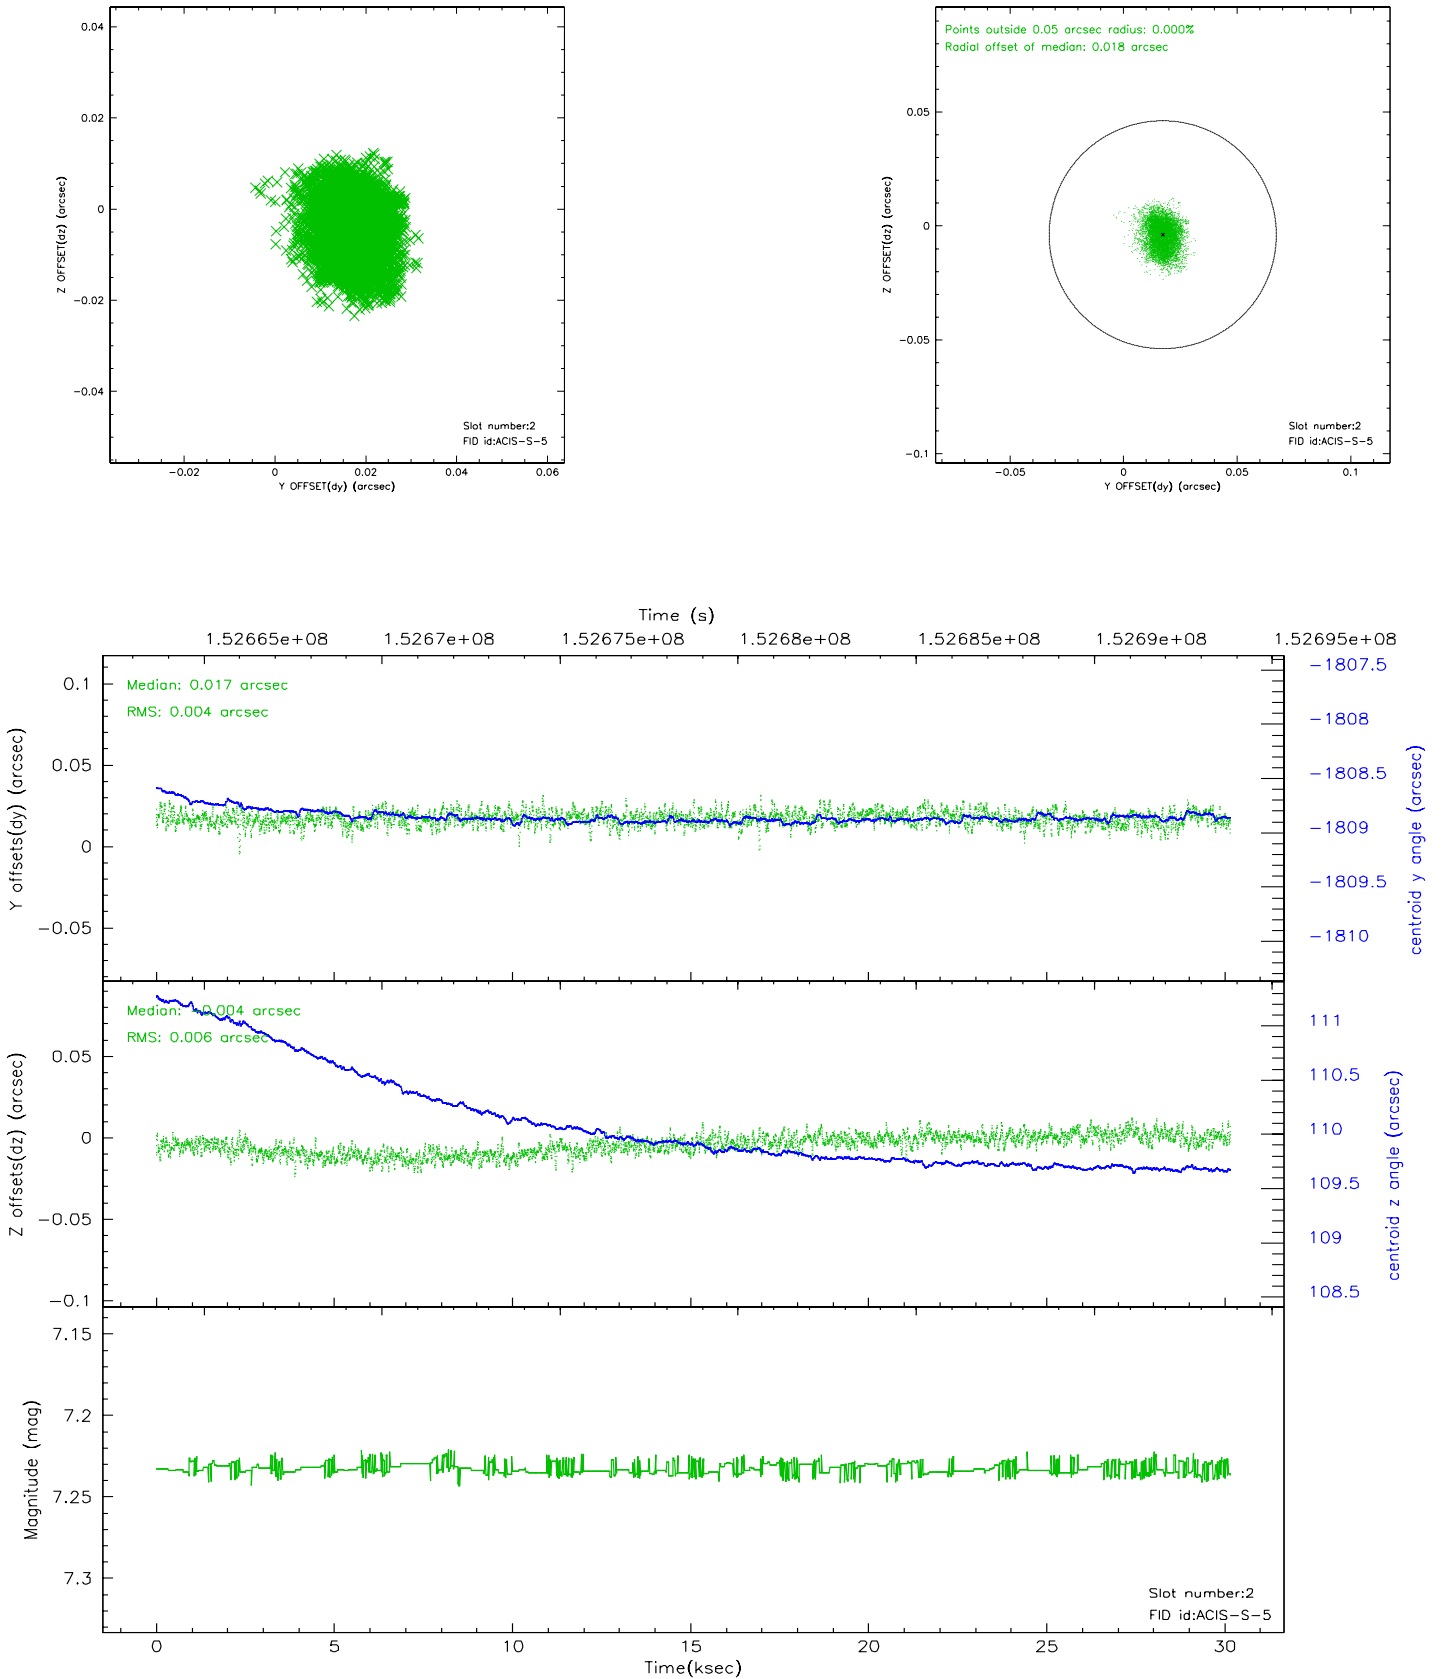 0.04
0.02
0
−0.02
−0.04
Z OFFSET(dz) (arcsec)
Slot number:2
FID id:ACIS−S−5
−0.02 0 0.02 0.04 0.06
Y OFFSET(dy) (arcsec)
Points outside 0.05 arcsec radius: 0.000%
Radial offset of median: 0.018 arcsec
0.05
0
−0.05
−0.1
Z OFFSET(dz) (arcsec)
Slot number:2
FID id:ACIS−S−5
−0.05 0 0.05 0.1
Y OFFSET(dy) (arcsec)
Time (s)
1.52665e+08 1.5267e+08 1.52675e+08 1.5268e+08 1.52685e+08 1.5269e+08 1.52695e+08
Median: 0.017 arcsec
RMS: 0.004 arcsec
0.1
0.05
0
−0.05
Y offsets(dy) (arcsec)
−1807.5
−1808
−1808.5
−1809
−1809.5
−1810
centroid y angle (arcsec)
Median: −0.004 arcsec
RMS: 0.006 arcsec
0.05
0
−0.05
−0.1
Z offsets(dz) (arcsec)
111
110.5
110
109.5
109
108.5
centroid z angle (arcsec)
7.15
7.2
7.25
7.3
Magnitude (mag)
Slot number:2
FID id:ACIS−S−5
0 5 10 15 20 25 30
Time(ksec)